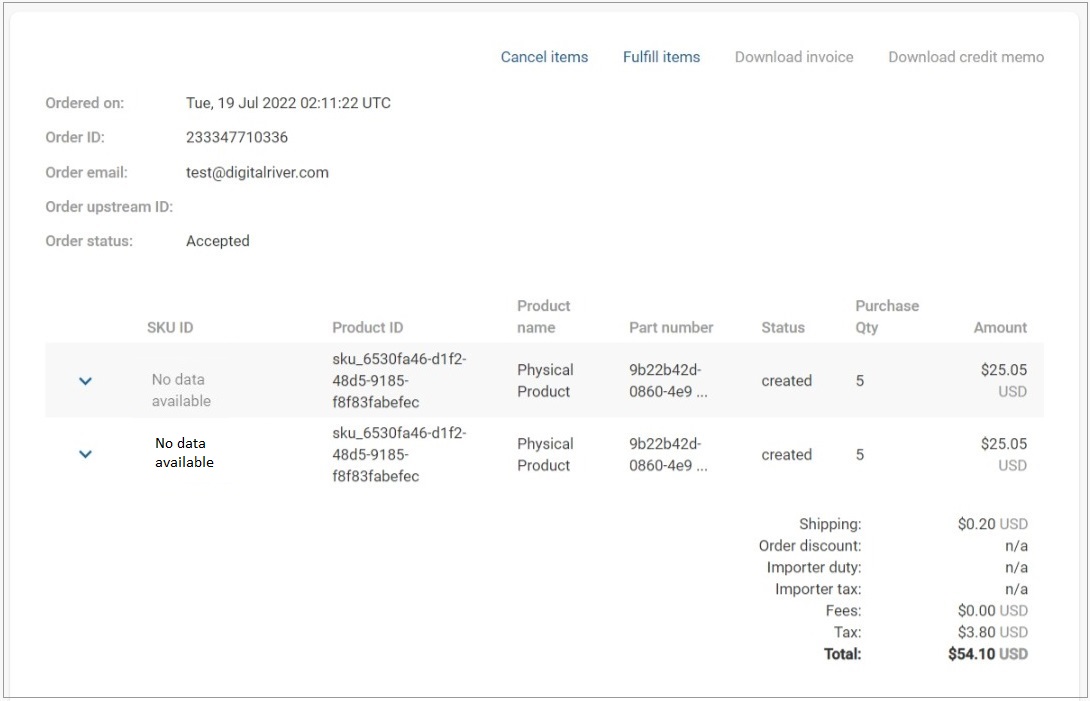 Cancel items Fulfill items Download invoice Download credit memo
Ordered on: Tue, 19 Jul 2022 02:11:22 UTC
Order ID: 233347710336
Order email: test@digitalriver.com
Order upstream ID:
Order status: Accepted
SKU ID Product ID Product name Part number Status Purchase Qty Amount
No data available sku_6530fa46-d1f2-48d5-9185-f8f83fabefec Physical Product 9b22b42d-0860-4e9 ... created 5 $25.05 USD
No data available sku_6530fa46-d1f2-48d5-9185-f8f83fabefec Physical Product 9b22b42d-0860-4e9 ... created 5 $25.05 USD
Shipping: $0.20 USD
Order discount: n/a
Importer duty: n/a
Importer tax: n/a
Fees: $0.00 USD
Tax: $3.80 USD
Total: $54.10 USD